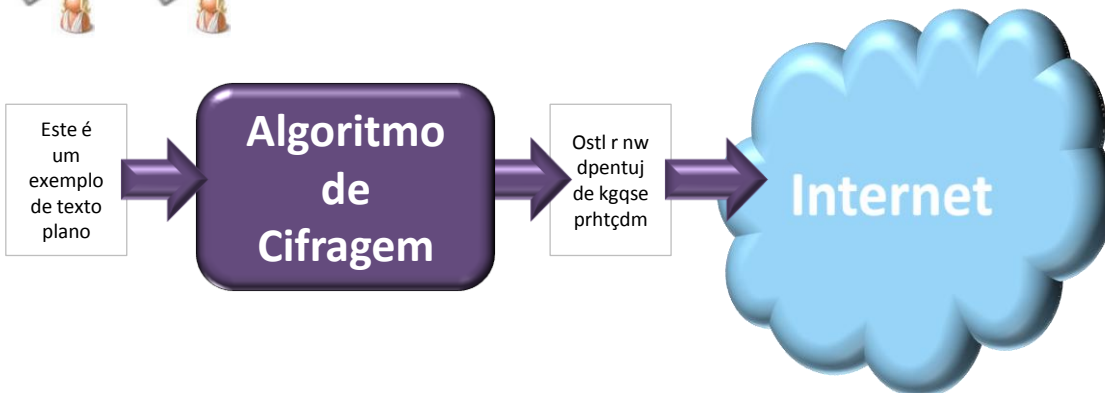 Este é
um
exemplo
de texto
plano
Algoritmo
de
Cifragem
Ostl r nw
dpentuj
de kgqse
prhtçdm
Internet